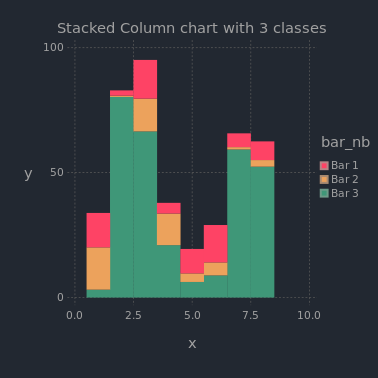 Stacked Column chart with 3 classes
100
50
0
y
0.0 2.5 5.0 7.5 10.0
x
bar_nb
Bar 1
Bar 2
Bar 3